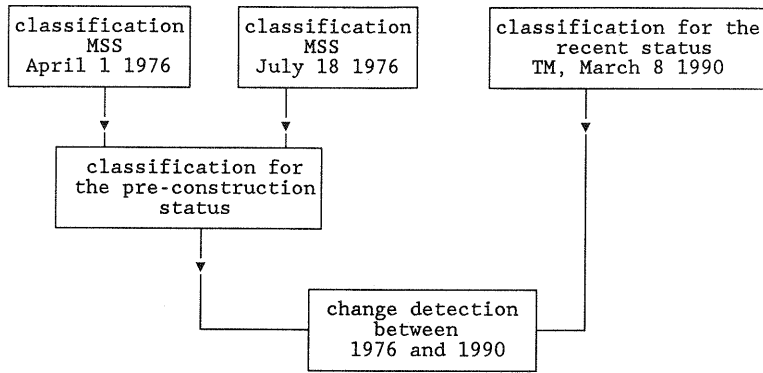 classification
MSS
April 1 1976
classification
MSS
July 18 1976
classification for the
recent status
TM, March 8 1990
classification for
the pre-construction
status
change detection
between
1976 and 1990